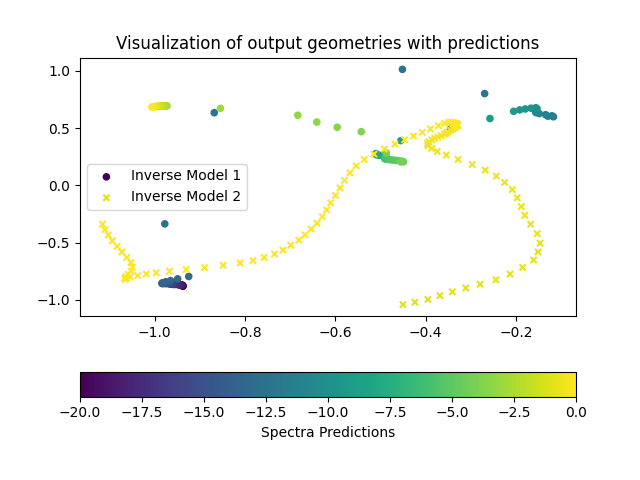 Visualization of output geometries with predictions
1.0
0.5
0.0
−0.5
−1.0
Inverse Model 1
Inverse Model 2
−1.0 −0.8 −0.6 −0.4 −0.2
−20.0 −17.5 −15.0 −12.5 −10.0 −7.5 −5.0 −2.5 0.0
Spectra Predictions